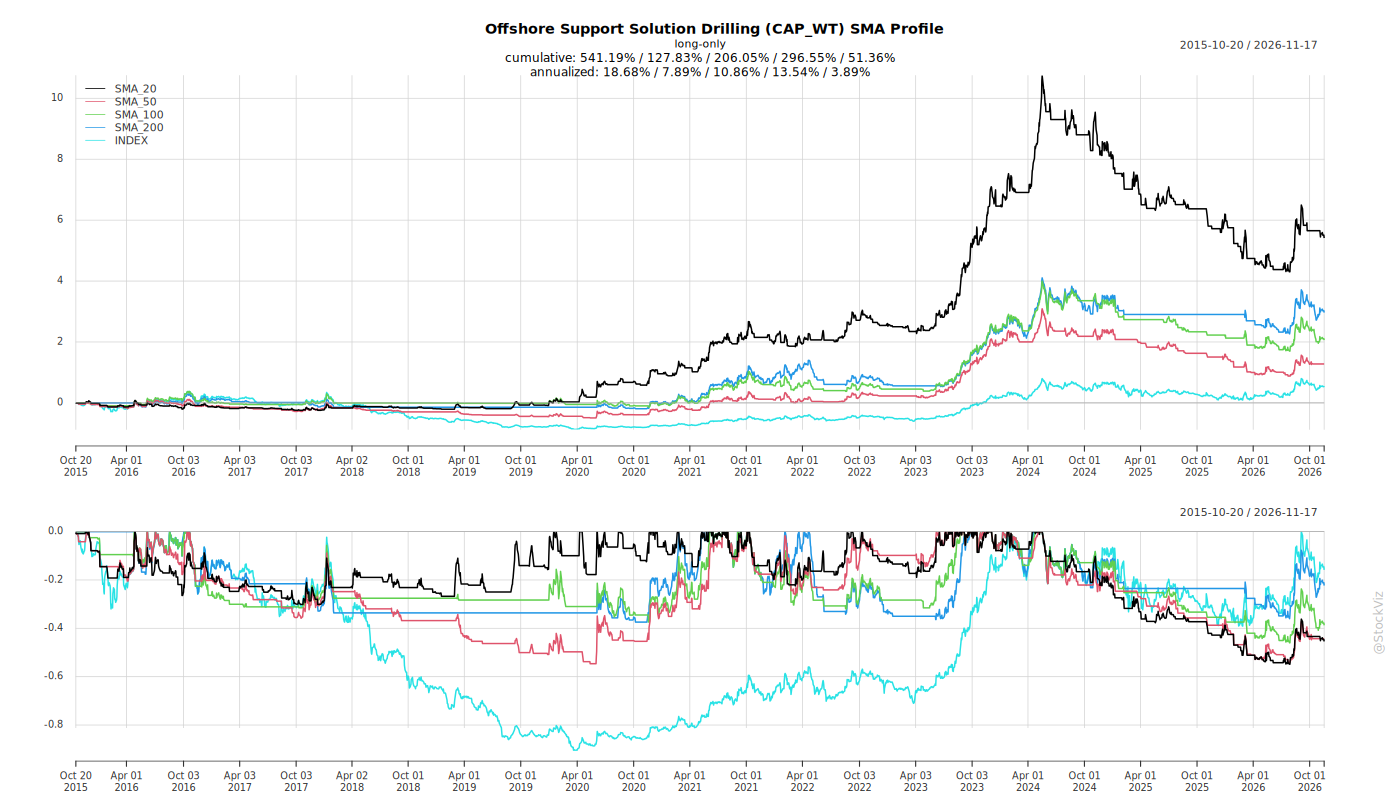 Offshore Support Solution Drilling (CAP_WT) SMA Profile
long-only
cumulative: 541.19% / 127.83% / 206.05% / 296.55% / 51.36%
annualized: 18.68% / 7.89% / 10.86% / 13.54% / 3.89%
2015-10-20 / 2026-11-17
SMA_20
SMA_50
SMA_100
SMA_200
INDEX
10
8
6
4
2
0
Oct 20 2015
Apr 01 2016
Oct 03 2016
Apr 03 2017
Oct 03 2017
Apr 02 2018
Oct 01 2018
Apr 01 2019
Oct 01 2019
Apr 01 2020
Oct 01 2020
Apr 01 2021
Oct 01 2021
Apr 01 2022
Oct 03 2022
Apr 03 2023
Oct 03 2023
Apr 01 2024
Oct 01 2024
Apr 01 2025
Oct 01 2025
Apr 01 2026
Oct 01 2026
2015-10-20 / 2026-11-17
0.0
-0.2
-0.4
-0.6
-0.8
Oct 20 2015
Apr 01 2016
Oct 03 2016
Apr 03 2017
Oct 03 2017
Apr 02 2018
Oct 01 2018
Apr 01 2019
Oct 01 2019
Apr 01 2020
Oct 01 2020
Apr 01 2021
Oct 01 2021
Apr 01 2022
Oct 03 2022
Apr 03 2023
Oct 03 2023
Apr 01 2024
Oct 01 2024
Apr 01 2025
Oct 01 2025
Apr 01 2026
Oct 01 2026
@StockViz